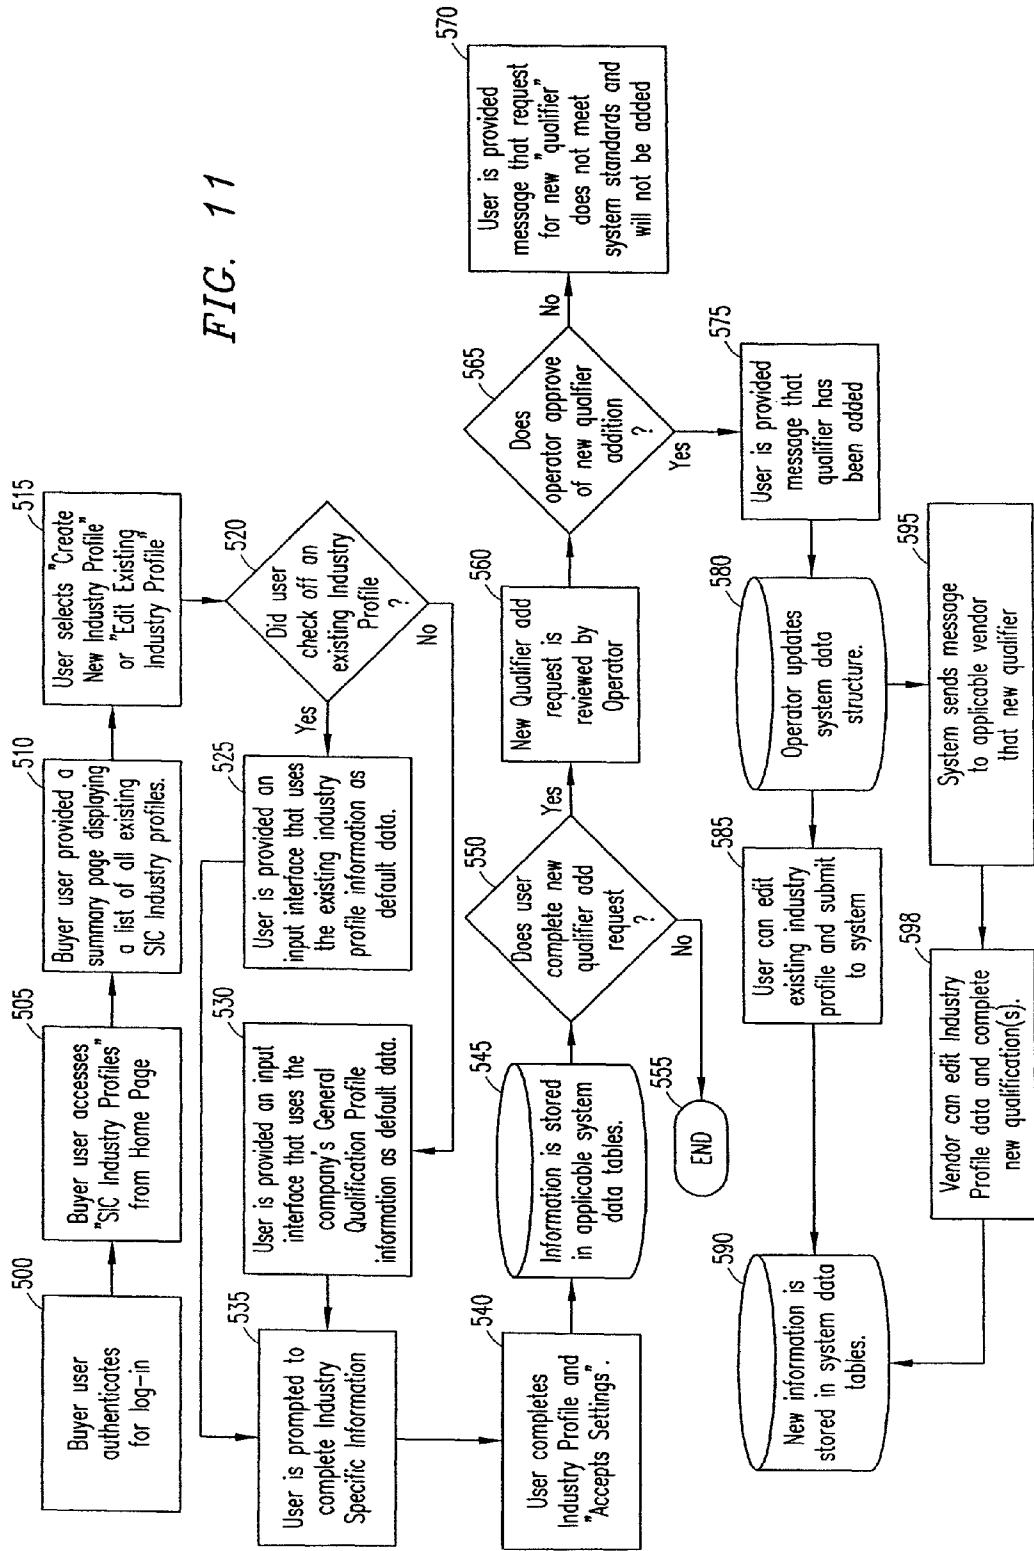 FIG. 11
500
Buyer user
authenticates
for log-in
505
Buyer user accesses
"SIC Industry Profiles"
from Home Page
510
Buyer user provided a
summary page displaying
a list of all existing
SIC Industry profiles.
515
User selects "Create
New Industry Profile"
or "Edit Existing"
Industry Profile"
520
Did user
check off an
existing Industry
Profile
?
Yes
No
525
User is provided an
input interface that uses
the existing industry
profile information as
default data.
530
User is provided an input
interface that uses the
company's General
Qualification Profile
information as default data.
535
User is prompted to
complete Industry
Specific Information
540
User completes
Industry Profile and
"Accepts Settings".
545
Information is stored
in applicable system
data tables.
550
Does user
complete new
qualifier add
request
?
Yes
No
555
END
560
New Qualifier add
request is
reviewed by
Operator
565
Does
operator approve
of new qualfier
addition
?
No
Yes
570
User is provided
message that request
for new "qualifier"
does not meet
system standards and
will not be added
575
User is provided
message that
qualifier has
been added
580
Operator updates
system data
structure.
585
User can edit
existing industry
profile and submit
to system
590
New information is
stored in system data
tables.
595
System sends message
to applicable vendor
that new qualifier
598
Vendor can edit Industry
Profile data and complete
new qualification(s).